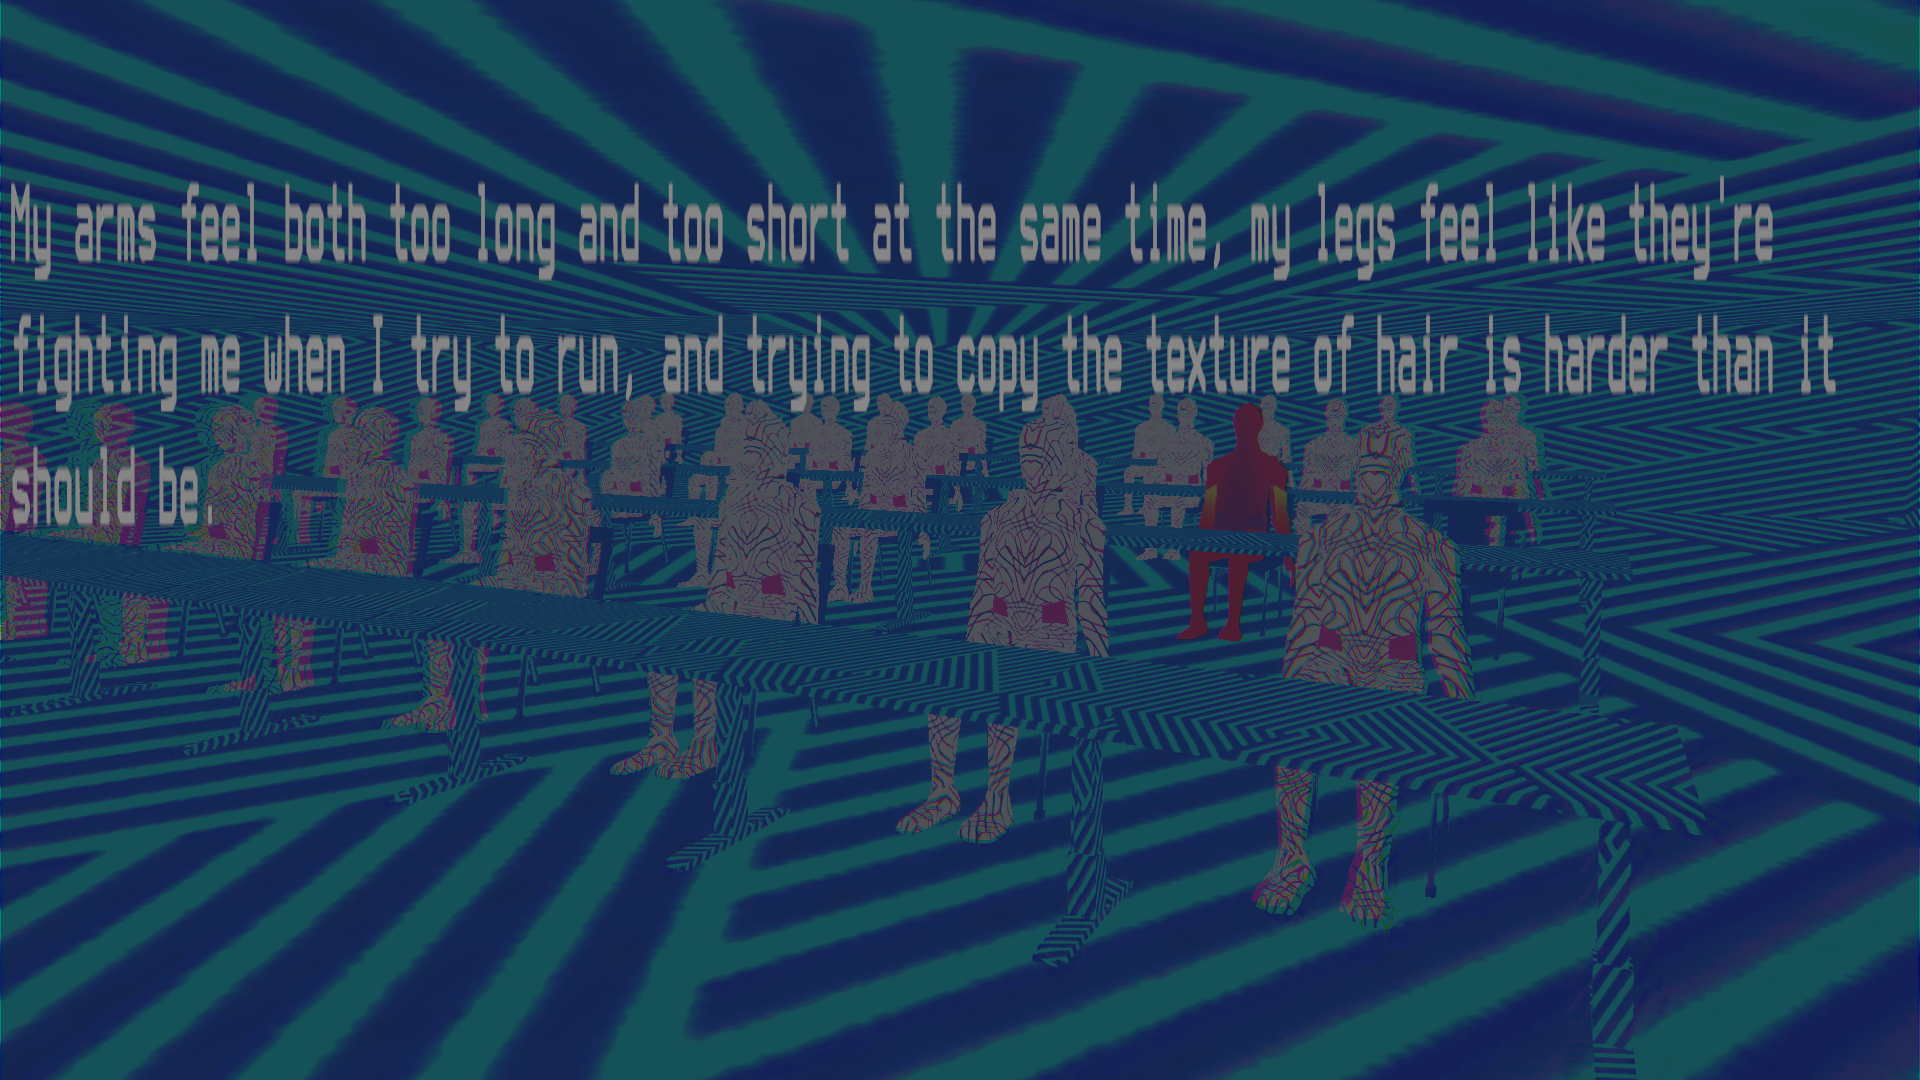 My arms feel both too long and too short at the same time, my legs feel like they're
fighting me when I try to run, and trying to copy the texture of hair is harder than it
should be.